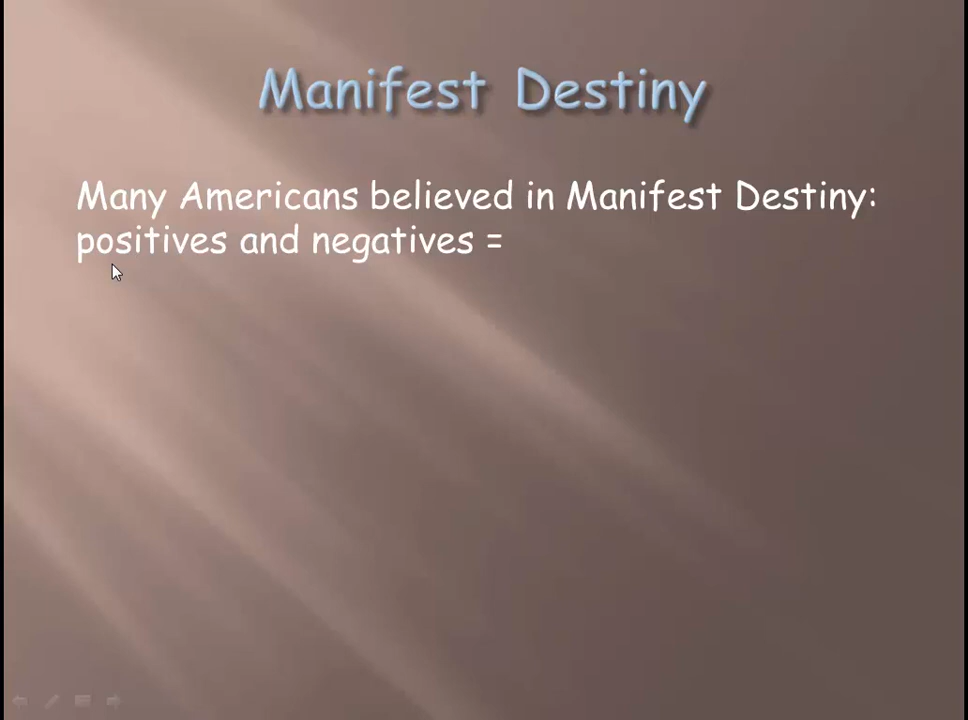 Manifest Destiny
Many Americans believed in Manifest Destiny:
positives and negatives =